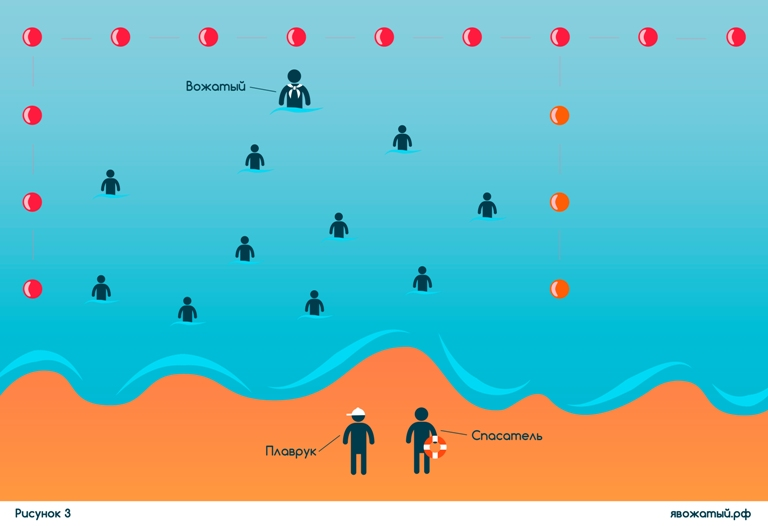 Вожатый
Плаврук
Спасатель
Рисунок 3
явожатый.рф